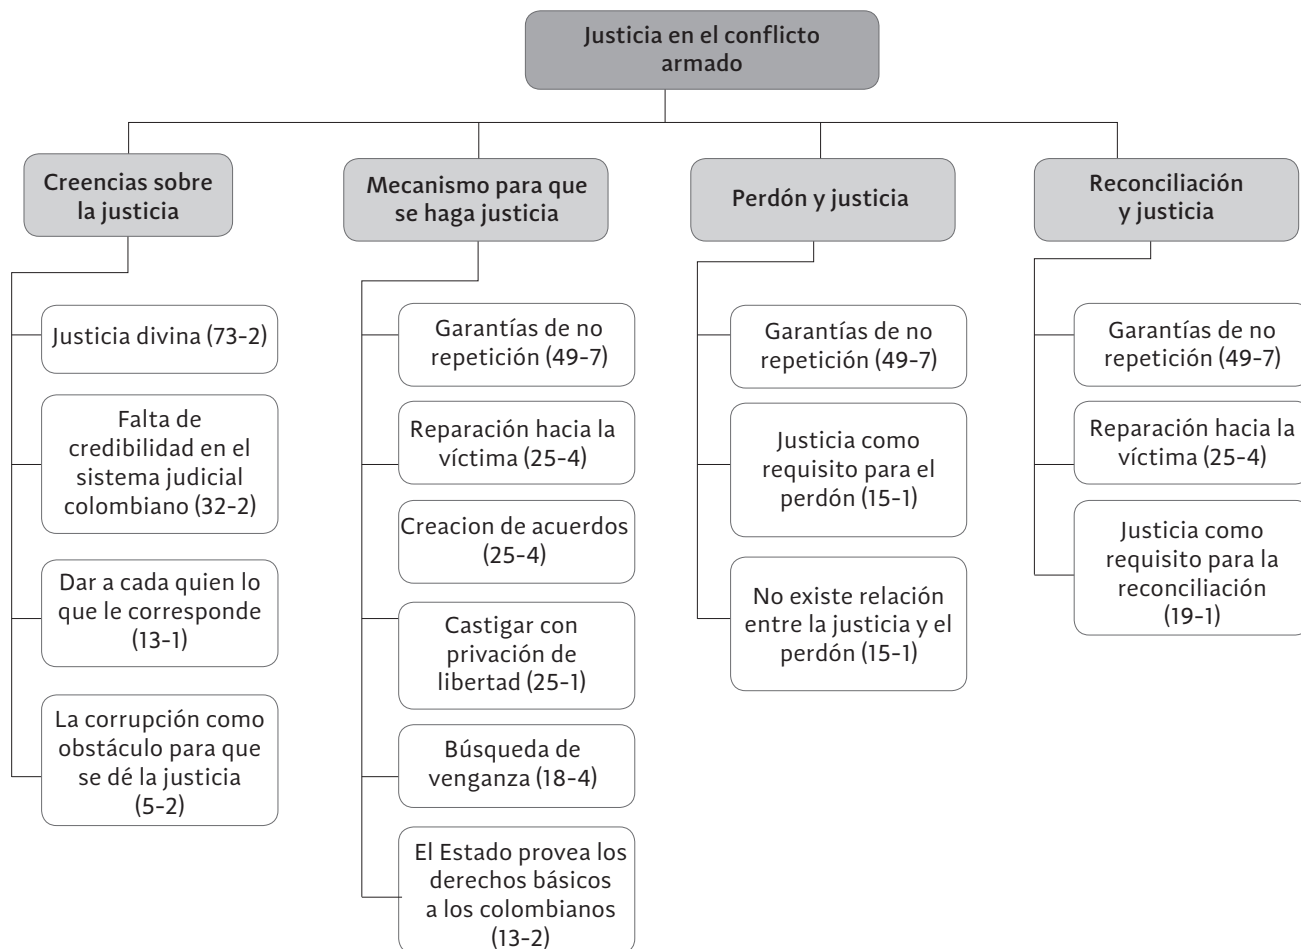 Justicia en el conflicto
armado
Creencias sobre
la justicia
Justicia divina (73-2)
Falta de
credibilidad en el
sistema judicial
colombiano (32-2)
Dar a cada quien lo
que le corresponde
(13-1)
La corrupción como
obstáculo para que
se dé la justicia
(5-2)
Mecanismo para que
se haga justicia
Garantías de no
repetición (49-7)
Reparación hacia la
víctima (25-4)
Creacion de acuerdos
(25-4)
Castigar con
privación de
libertad (25-1)
Búsqueda de
venganza (18-4)
El Estado provea los
derechos básicos
a los colombianos
(13-2)
Perdón y justicia
Garantías de no
repetición (49-7)
Justicia como
requisito para el
perdón (15-1)
No existe relación
entre la justicia y el
perdón (15-1)
Reconciliación
y justicia
Garantías de no
repetición (49-7)
Reparación hacia la
víctima (25-4)
Justicia como
requisito para la
reconciliación
(19-1)